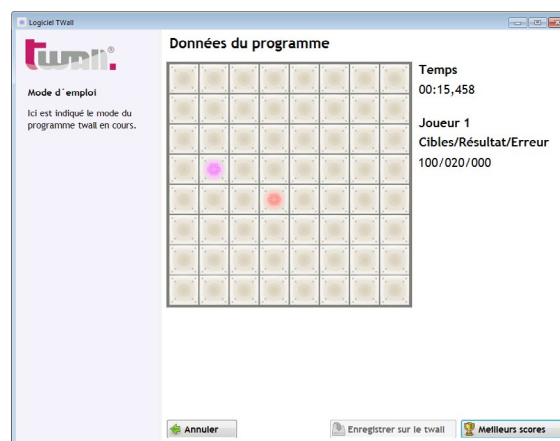 Logiciel TWall
twall®
Données du programme
Mode d´emploi
Ici est indiqué le mode du
programme twall en cours.
Temps
00:15,458
Joueur 1
Cibles/Résultat/Erreur
100/020/000
Annuler
Enregistrer sur le twall
Meilleurs scores